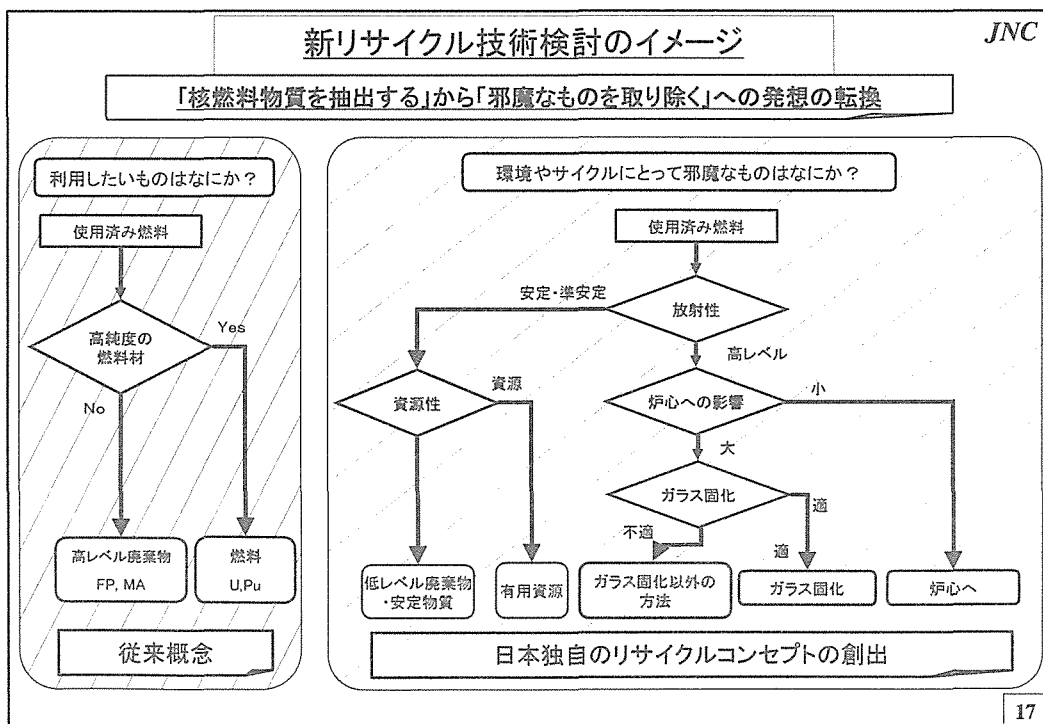 新リサイクル技術検討のイメージ
JNC
「核燃料物質を抽出する」から「邪魔なものを取り除く」への発想の転換
利用したいものはなにか？
使用済み燃料
高純度の
燃料材
Yes
No
高レベル廃棄物
FP, MA
燃料
U,Pu
従来概念
環境やサイクルにとって邪魔なものはなにか？
使用済み燃料
安定・準安定
放射性
高レベル
資源性
資源
炉心への影響
小
大
ガラス固化
不適
適
適
低レベル廃棄物
・安定物質
有用資源
ガラス固化以外の
方法
ガラス固化
炉心へ
日本独自のリサイクルコンセプトの創出
17